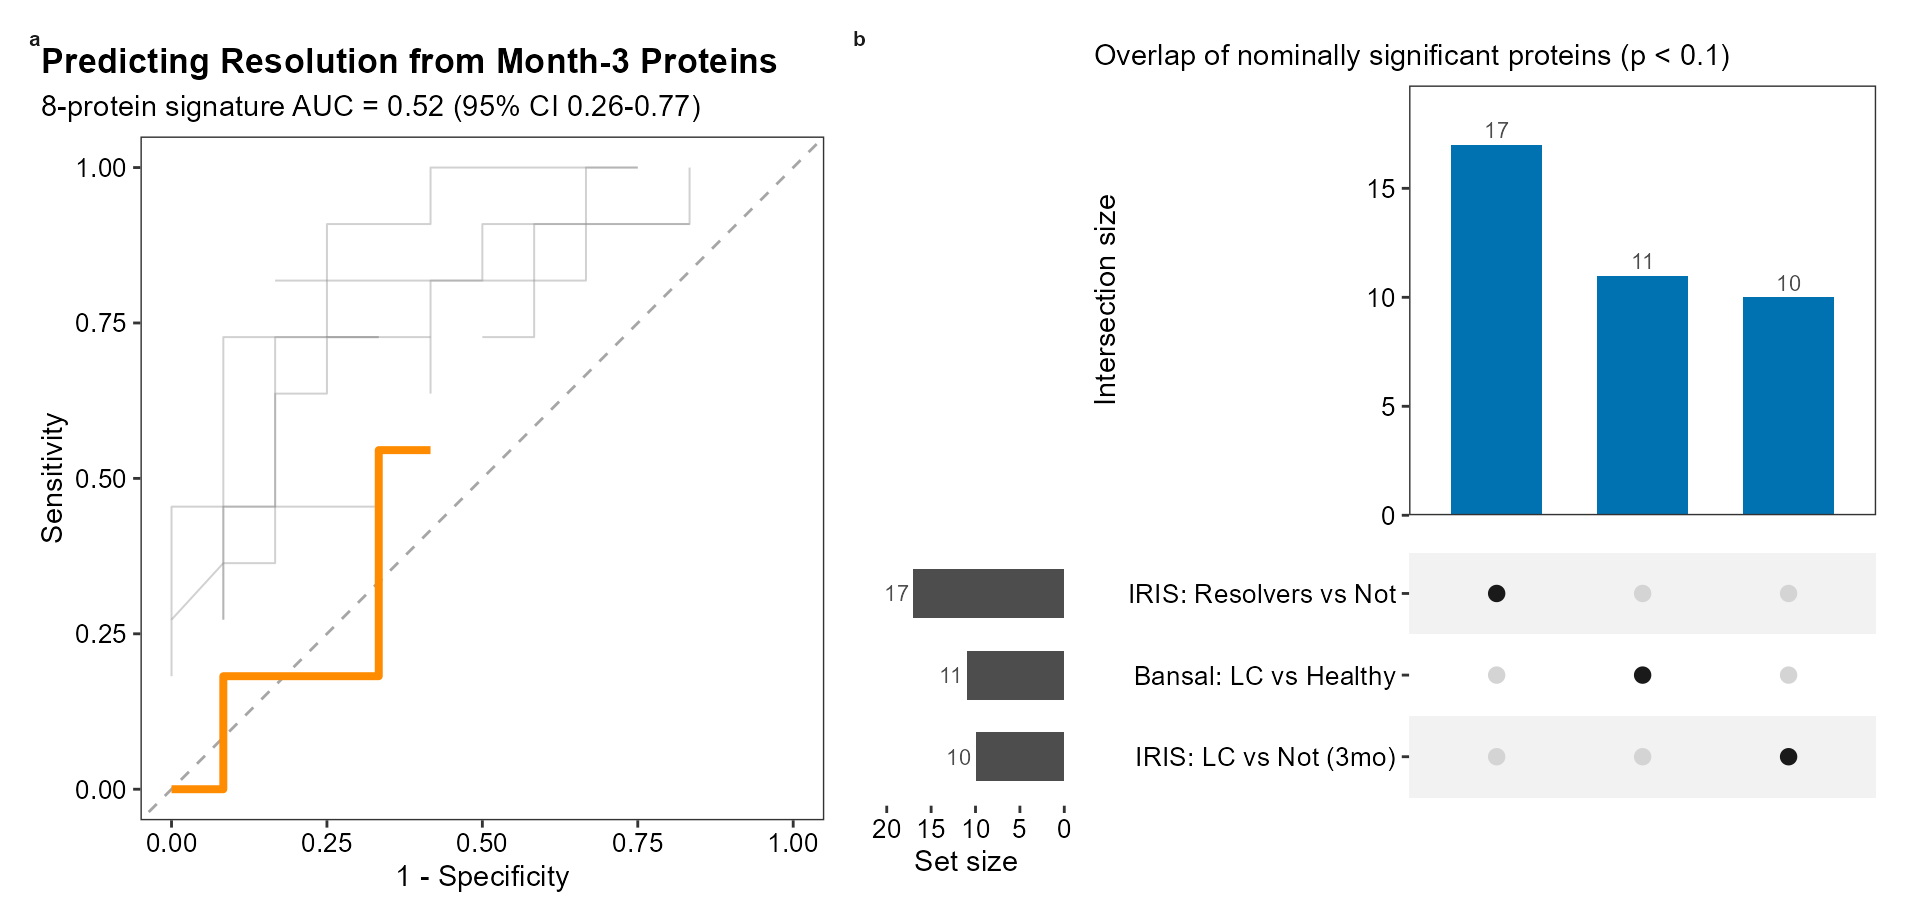 a
Predicting Resolution from Month-3 Proteins
8-protein signature AUC = 0.52 (95% CI 0.26-0.77)
Sensitivity
1.00
0.75
0.50
0.25
0.00
0.00 0.25 0.50 0.75 1.00
1 - Specificity
b
Overlap of nominally significant proteins (p < 0.1)
Intersection size
15
10
5
0
17
11
10
17
11
10
20 15 10 5 0
Set size
IRIS: Resolvers vs Not
Bansal: LC vs Healthy
IRIS: LC vs Not (3mo)